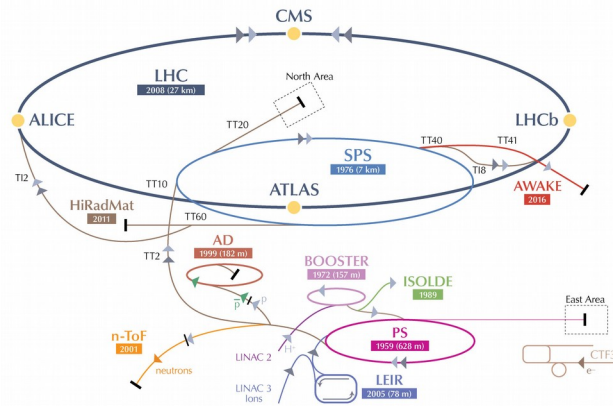 CMS
LHC
2008 (27 km)
North Area
ALICE
LHCb
TT20
TT40
TT41
SPS
1976 (7 km)
TI2
TT10
TI8
AWAKE
2016
ATLAS
HiRadMat
2011
TT60
AD
1999 (182 m)
TT2
BOOSTER
1972 (157 m)
ISOLDE
1989
p̅
p
East Area
n-ToF
2001
PS
1959 (628 m)
LINAC 2
H⁻
neutrons
LINAC 3
Ions
LEIR
2005 (78 m)
e-